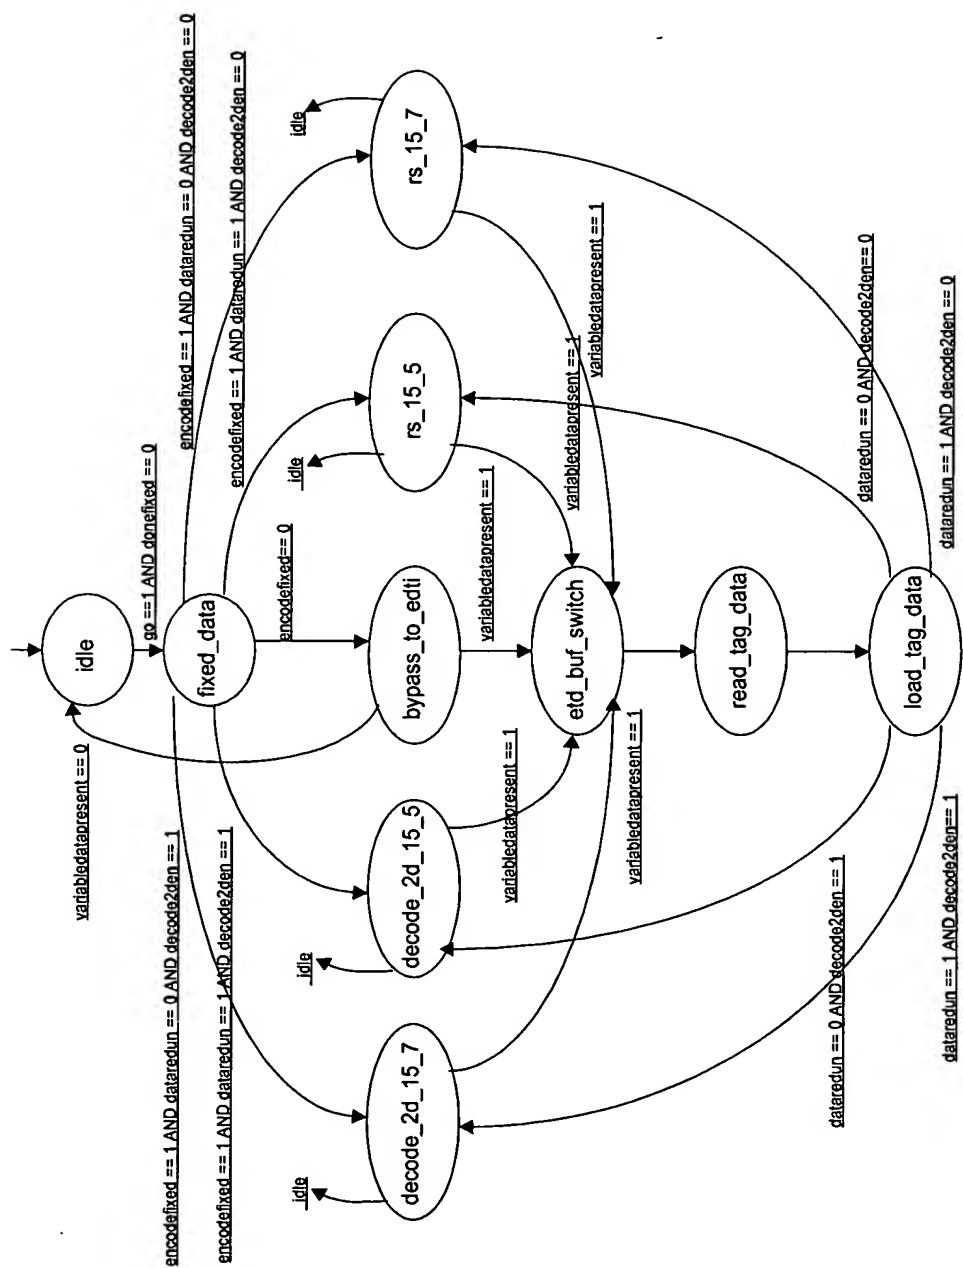 idle
go ==1 AND donefixed == 0
variabledatapresent == 0
fixed_data
encodefixed == 1 AND dataredun == 0 AND decode2den == 0
encodefixed == 1 AND dataredun == 1 AND decode2den == 0
encodefixed == 1 AND dataredun == 0 AND decode2den == 1
encodefixed == 1 AND dataredun == 1 AND decode2den == 1
encodefixed== 0
idle
idle
idle
idle
decode_2d_15_7
decode_2d_15_5
bypass_to_edti
rs_15_5
rs_15_7
variabledatapresent == 1
variabledatapresent == 1
variabledatapresent == 1
variabledatapresent == 1
variabledatapresent == 1
etd_buf_switch
read_tag_data
load_tag_data
dataredun == 0 AND decode2den == 1
dataredun == 1 AND decode2den== 1
dataredun == 0 AND decode2den== 0
dataredun == 1 AND decode2den == 0